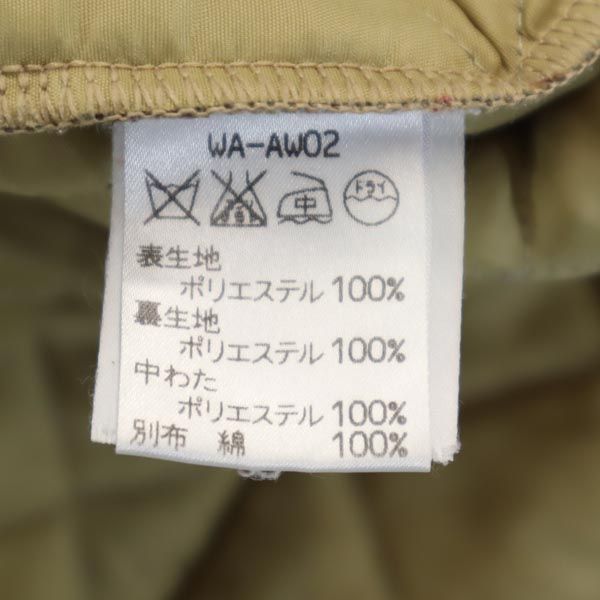 WA-AW02
中 ドライ
表生地
ポリエステル 100%
裏生地
ポリエステル 100%
中わた
ポリエステル 100%
別布 綿 100%